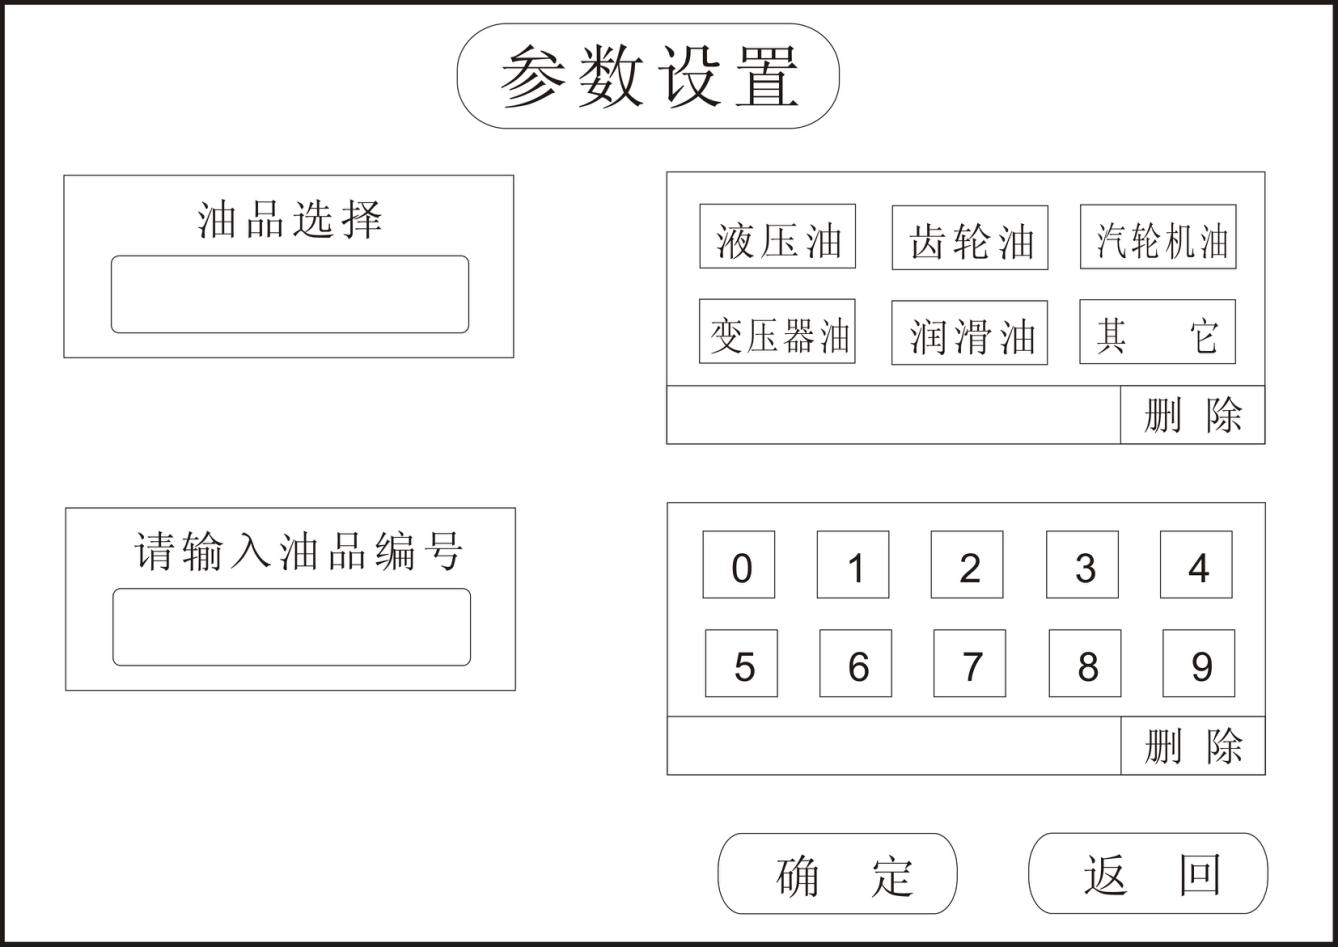 参数设置
油品选择
液压油 齿轮油 汽轮机油
变压器油 润滑油 其 它
删 除
请输入油品编号
0 1 2 3 4
5 6 7 8 9
删 除
确 定 返 回